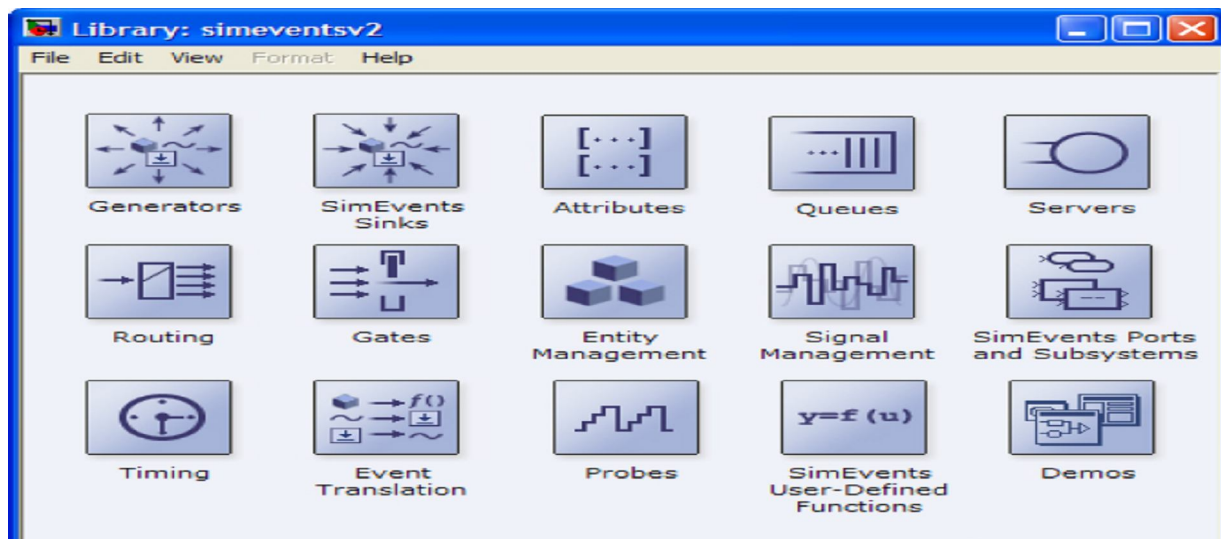 Library: simeventsv2
File Edit View Format Help
[...]
[...]
Generators
SimEvents
Sinks
Attributes
Queues
Servers
Routing
Gates
Entity
Management
Signal
Management
SimEvents Ports
and Subsystems
f()
y=f(u)
Timing
Event
Translation
Probes
SimEvents
User-Defined
Functions
Demos